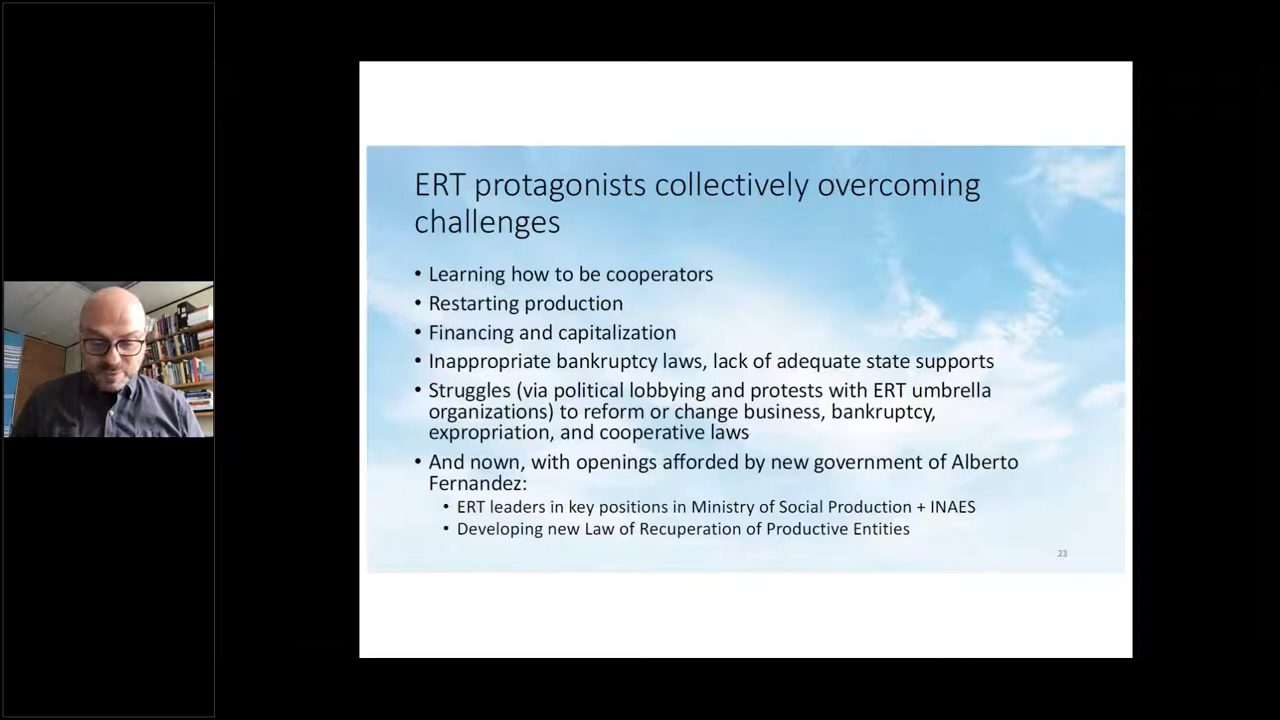 ERT protagonists collectively overcoming
challenges
• Learning how to be cooperators
• Restarting production
• Financing and capitalization
• Inappropriate bankruptcy laws, lack of adequate state supports
• Struggles (via political lobbying and protests with ERT umbrella
organizations) to reform or change business, bankruptcy,
expropriation, and cooperative laws
• And nown, with openings afforded by new government of Alberto
Fernandez:
• ERT leaders in key positions in Ministry of Social Production + INAES
• Developing new Law of Recuperation of Productive Entities
23